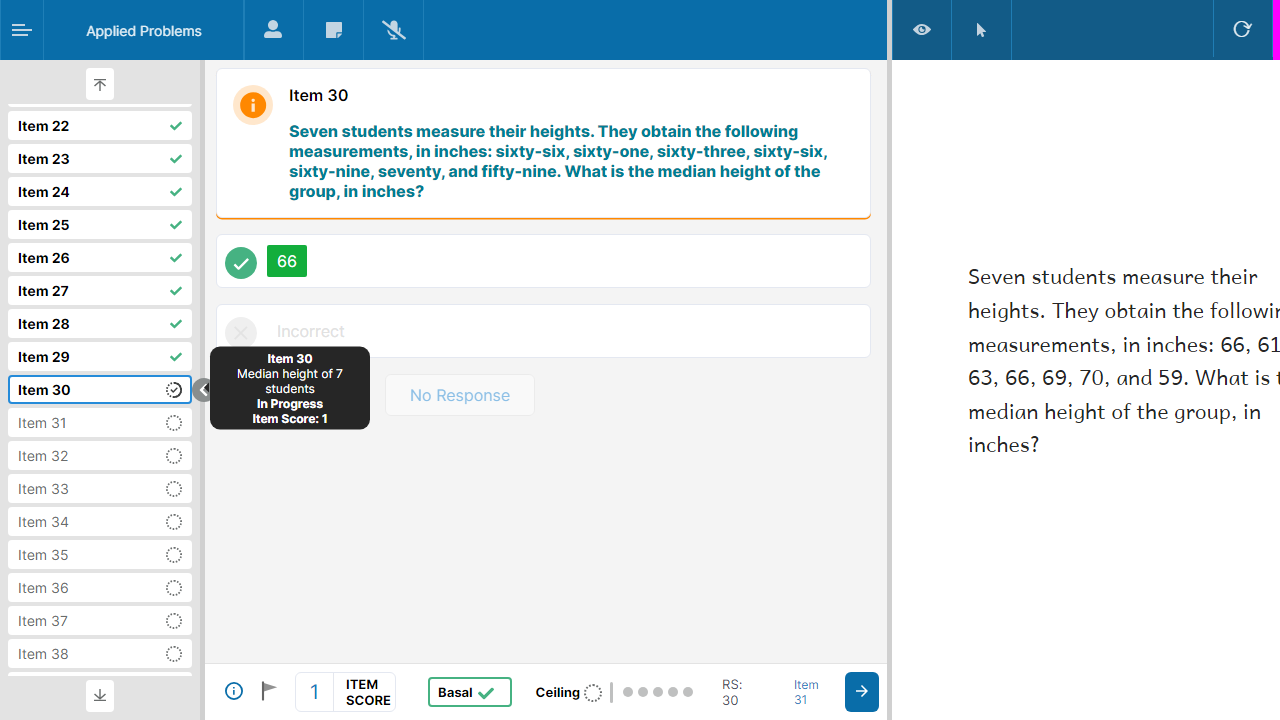 Applied Problems
Item 22
Item 23
Item 24
Item 25
Item 26
Item 27
Item 28
Item 29
Item 30
Item 31
Item 32
Item 33
Item 34
Item 35
Item 36
Item 37
Item 38
Item 30
Seven students measure their heights. They obtain the following
measurements, in inches: sixty-six, sixty-one, sixty-three, sixty-six,
sixty-nine, seventy, and fifty-nine. What is the median height of the
group, in inches?
66
Incorrect
Item 30
Median height of 7
students
In Progress
Item Score: 1
No Response
1
ITEM
SCORE
Basal
Ceiling
RS:
30
Item
31
Seven students measure their
heights. They obtain the
measurements, in inches: 66, 61
63, 66, 69, 70, and 59. What is
median height of the group, in
inches?